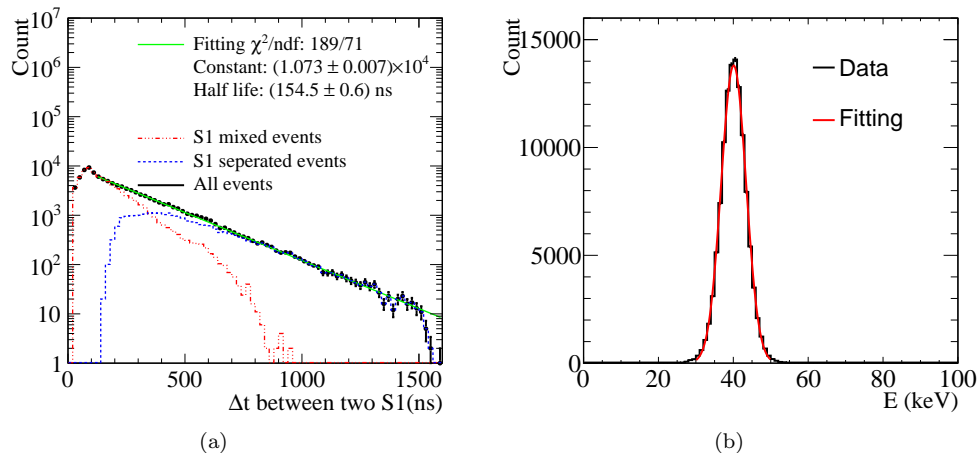 Count
10⁷
10⁶
10⁵
10⁴
10³
10²
10
1
Fitting χ²/ndf: 189/71
Constant: (1.073 ± 0.007)×10⁴
Half life: (154.5 ± 0.6) ns
S1 mixed events
S1 seperated events
All events
0 500 1000 1500
Δt between two S1(ns)
(a)
Count
15000
10000
5000
0
Data
Fitting
0 20 40 60 80 100
E (keV)
(b)